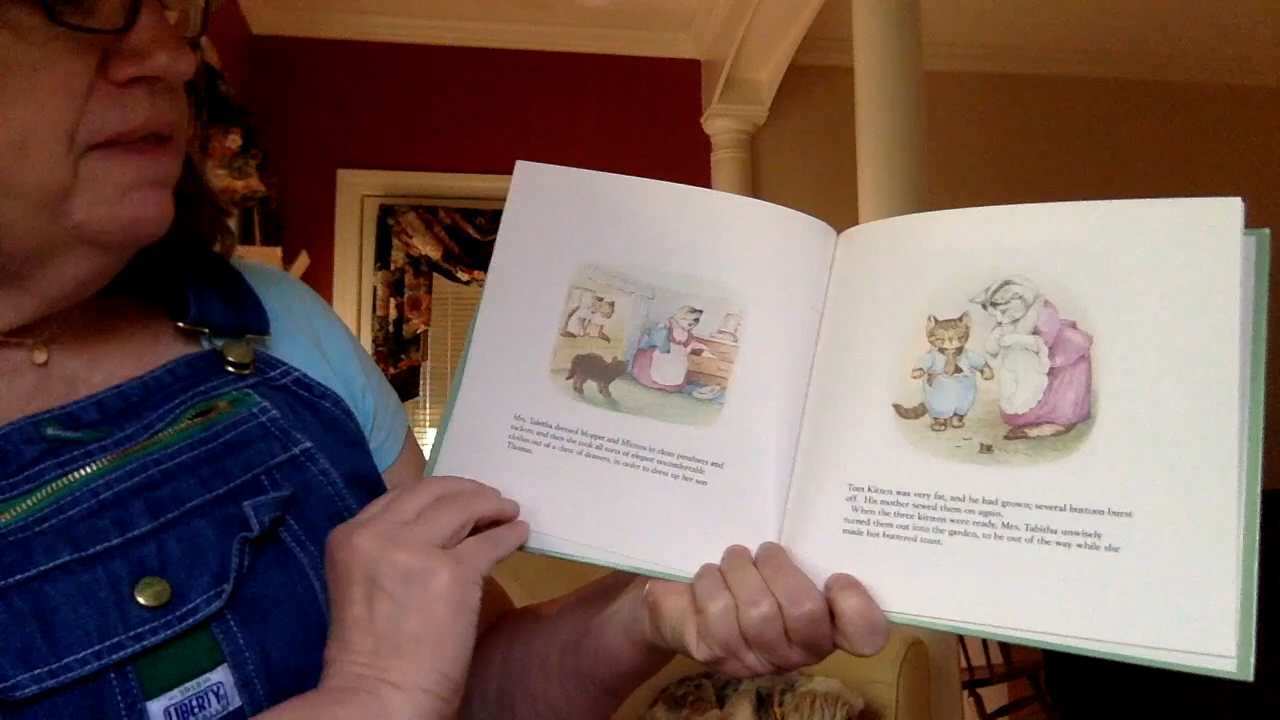 Mrs. Tabitha dressed Moppet and Mittens in clean pinafores and
tuckers; and then she took all sorts of elegant uncomfortable
clothes out of a chest of drawers, in order to dress up her son
Thomas.
Tom Kitten was very fat, and he had grown; several buttons burst
off. His mother sewed them on again.
When the three kittens were ready, Mrs. Tabitha unwisely
turned them out into the garden, to be out of the way while she
made hot buttered toast.
LIBERTY